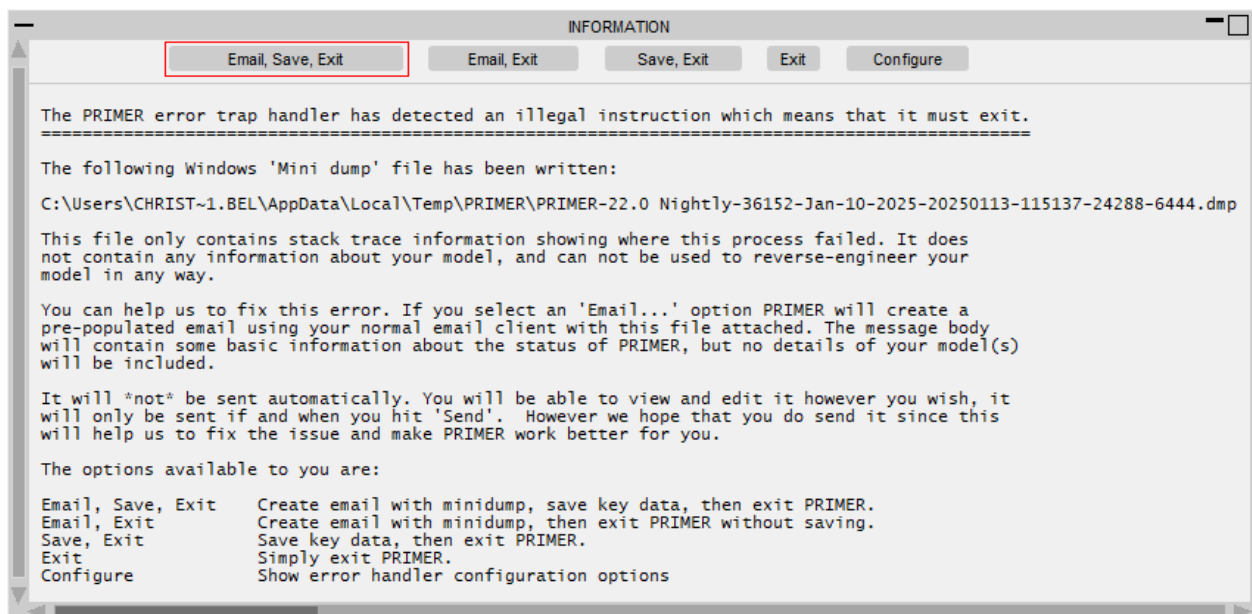 INFORMATION
Email, Save, Exit Email, Exit Save, Exit Exit Configure
The PRIMER error trap handler has detected an illegal instruction which means that it must exit.
================================================================================================
The following Windows 'Mini dump' file has been written:
C:\Users\CHRIST~1.BEL\AppData\Local\Temp\PRIMER\PRIMER-22.0 Nightly-36152-Jan-10-2025-20250113-115137-24288-6444.dmp
This file only contains stack trace information showing where this process failed. It does
not contain any information about your model, and can not be used to reverse-engineer your
model in any way.
You can help us to fix this error. If you select an 'Email...' option PRIMER will create a
pre-populated email using your normal email client with this file attached. The message body
will contain some basic information about the status of PRIMER, but no details of your model(s)
will be included.
It will *not* be sent automatically. You will be able to view and edit it however you wish, it
will only be sent if and when you hit 'Send'.  However we hope that you do send it since this
will help us to fix the issue and make PRIMER work better for you.
The options available to you are:
Email, Save, Exit    Create email with minidump, save key data, then exit PRIMER.
Email, Exit          Create email with minidump, then exit PRIMER without saving.
Save, Exit           Save key data, then exit PRIMER.
Exit                 Simply exit PRIMER.
Configure            Show error handler configuration options